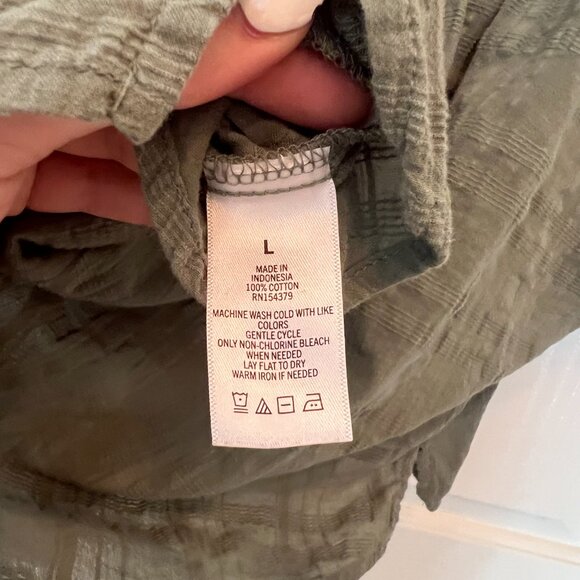 L
MADE IN
INDONESIA
100% COTTON
RN154379
MACHINE WASH COLD WITH LIKE
COLORS
GENTLE CYCLE
ONLY NON-CHLORINE BLEACH
WHEN NEEDED
LAY FLAT TO DRY
WARM IRON IF NEEDED